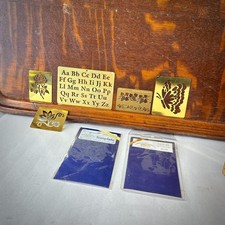 Aa Bb Cc Dd Ee
Ff Gg Hh Ii Jj Kk
Ll Mm Nn Oo Pp
Qq Rr Ss Tt Uu
Vv Ww Xx Yy Zz